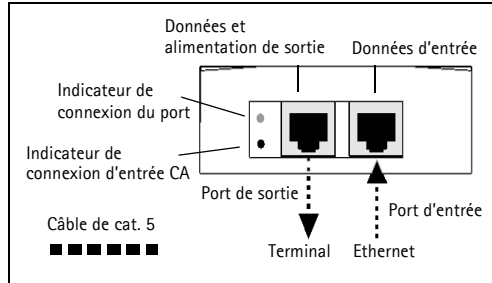 Données et
alimentation de sortie
Données d'entrée
Indicateur de
connexion du port
Indicateur de
connexion d'entrée CA
Port de sortie
Port d'entrée
Câble de cat. 5
Terminal
Ethernet